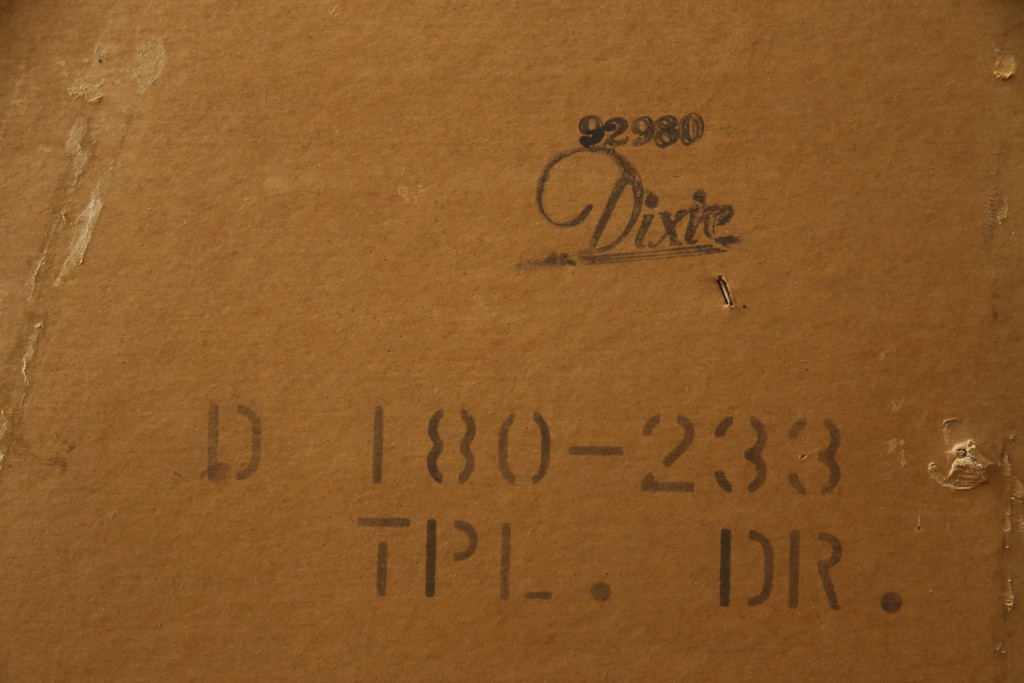 92980
Dixie
D 180-233
TPL. DR.